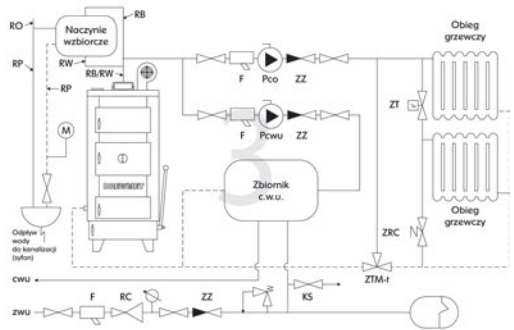 RO
RB
Naczynie
wzbiorcze
RP
RW
RB/RW
RP
M
F
Pco
ZZ
F
Pcwu
ZZ
Obieg
grzewczy
ZT
Obieg
grzewczy
3
Zbiornik
c.w.u.
ZRC
ZTM-t
Odpływ
wody
do kanalizacji
(syfon)
cwu
zwu
F
RC
ZZ
KS